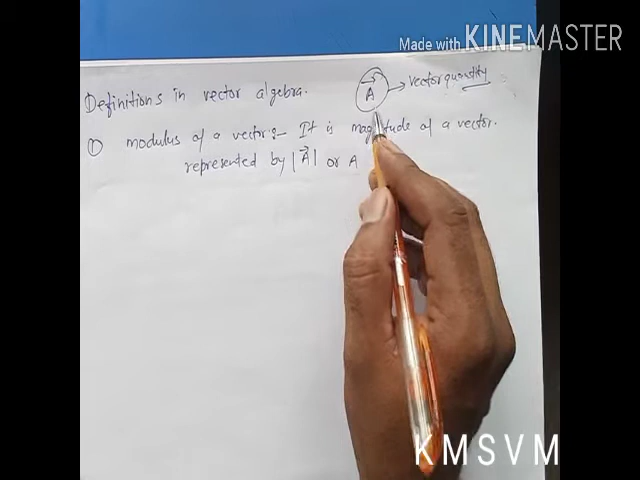 Made with KINEMASTER
Definitions in vector algebra.
A → vector quantity
① modulus of a vector:- It is magnitude of a vector.
represented by |A⃗| or A
KMSVM